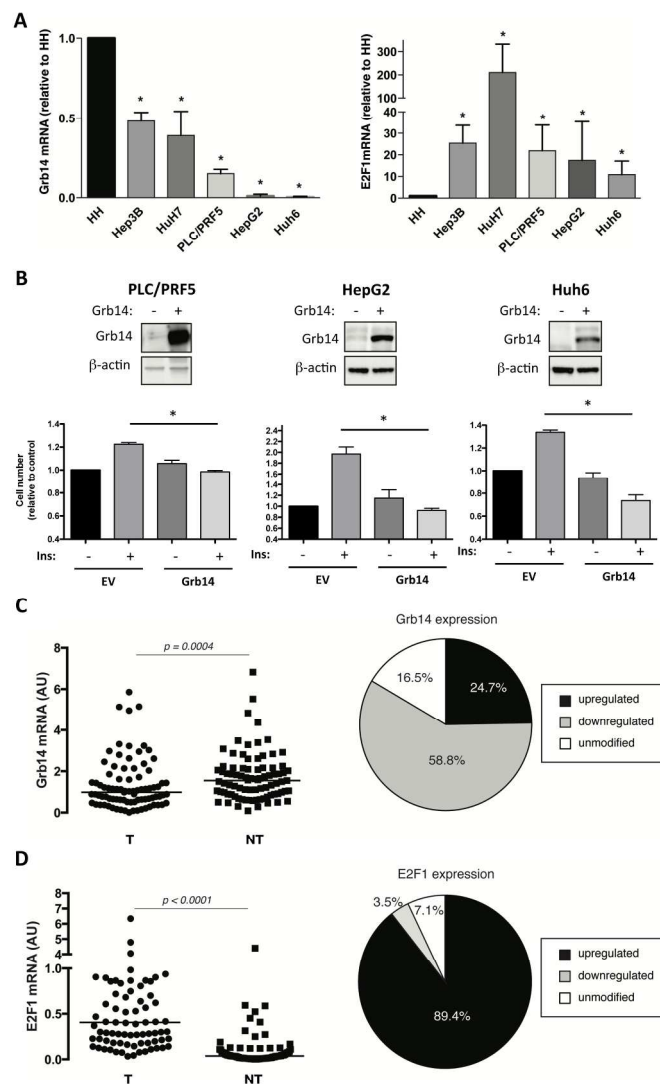 A
Grb14 mRNA (relative to HH)
1.0
0.5
0.0
*
*
*
*
*
HH
Hep3B
HuH7
PLC/PRF5
HepG2
Huh6
E2F1mRNA (relative to HH)
300
200
100
40
30
20
10
0
*
*
*
*
*
HH
Hep3B
HuH7
PLC/PRF5
HepG2
Huh6
B
PLC/PRF5
Grb14: - +
Grb14
β-actin
HepG2
Grb14: - +
Grb14
β-actin
Huh6
Grb14: - +
Grb14
β-actin
Cell number
(relative to control)
1.4
1.2
1.0
0.8
0.6
0.4
*
Ins: - + - +
EV Grb14
2.4
2.2
2.0
1.8
1.6
1.4
1.2
1.0
0.8
0.6
0.4
*
Ins: - + - +
EV Grb14
1.4
1.2
1.0
0.8
0.6
0.4
*
Ins: - + - +
EV Grb14
C
Grb14 mRNA (AU)
8
6
4
2
0
p = 0.0004
T NT
Grb14 expression
16.5%
24.7%
58.8%
upregulated
downregulated
unmodified
D
E2F1 mRNA (AU)
8
7
6
5
4
3
2
1.0
0.5
0.0
p < 0.0001
T NT
E2F1 expression
3.5%
7.1%
89.4%
upregulated
downregulated
unmodified